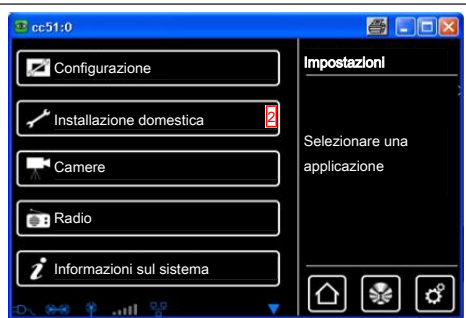 cc51:0
Configurazione
Installazione domestica 2
Camere
Radio
Informazioni sul sistema
Impostazioni
Selezionare una
applicazione